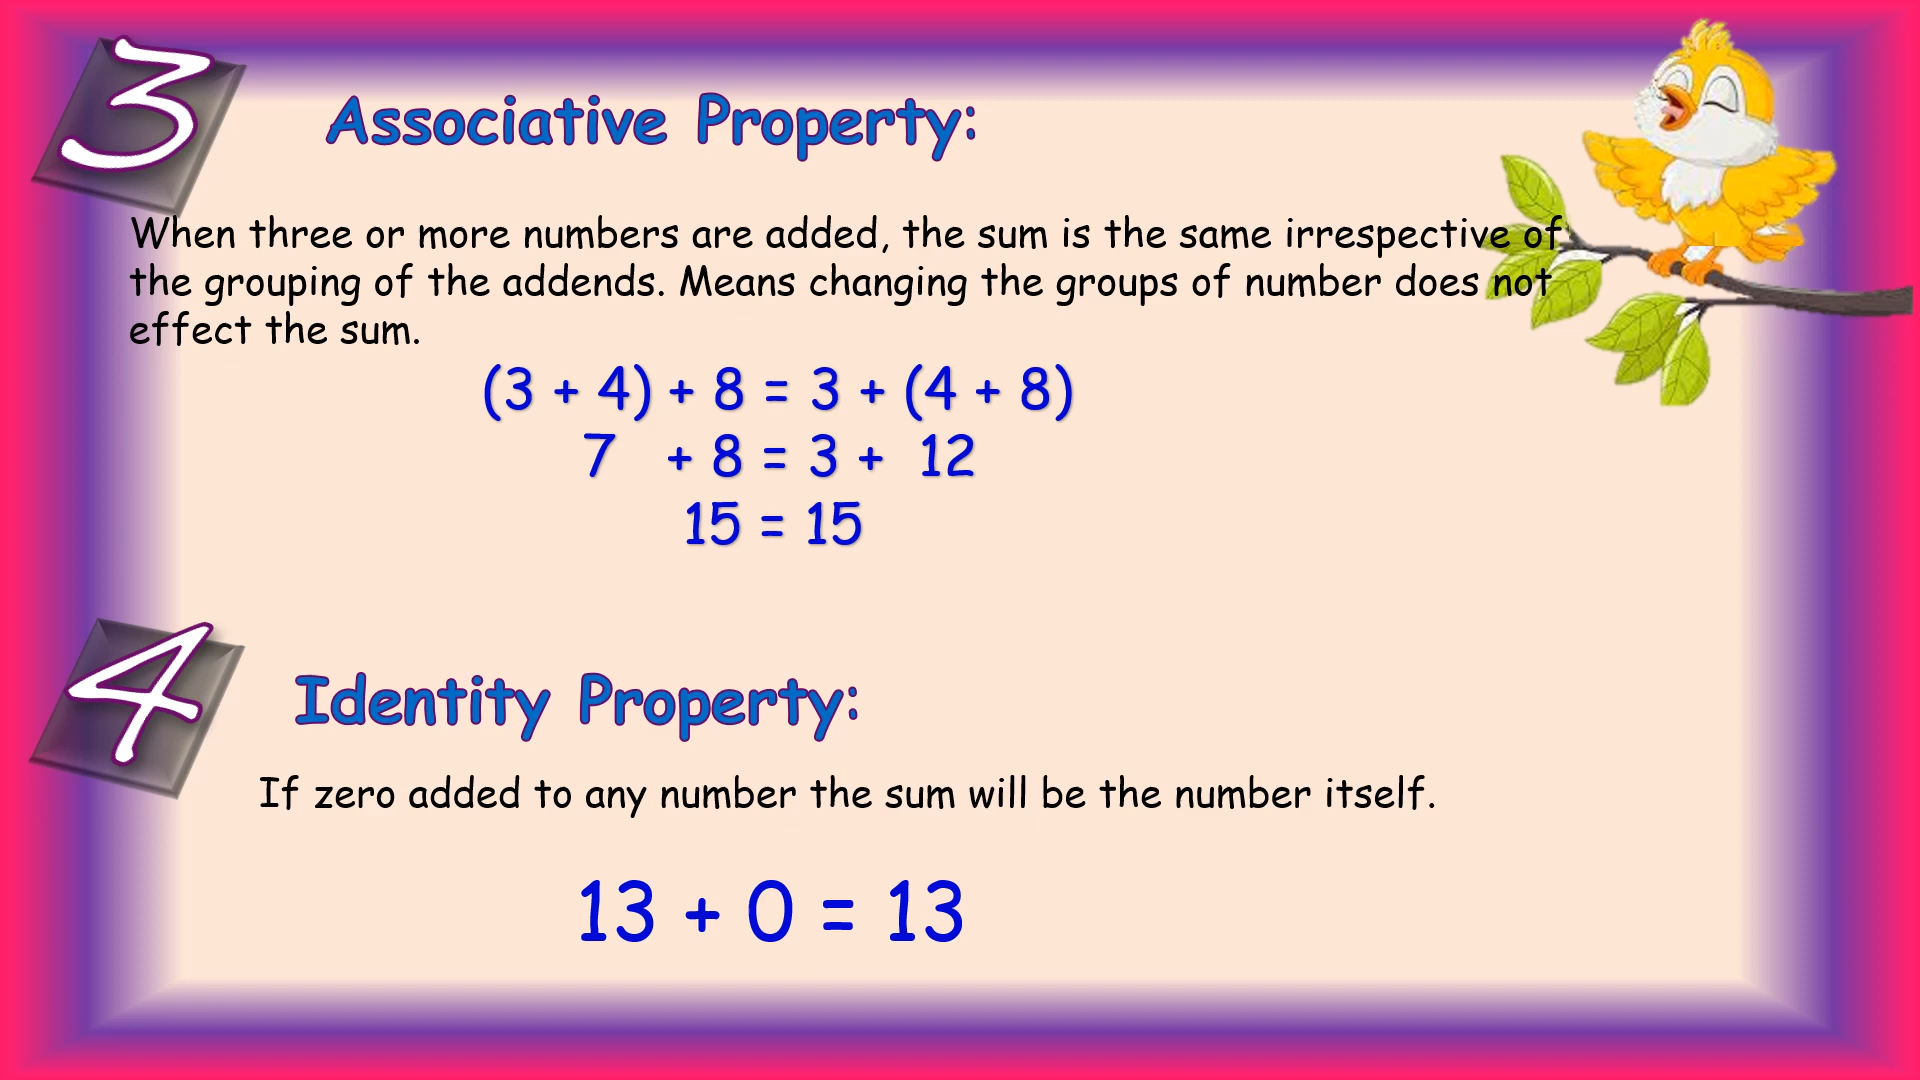 3
Associative Property:
When three or more numbers are added, the sum is the same irrespective of
the grouping of the addends. Means changing the groups of number does not
effect the sum.
(3 + 4) + 8 = 3 + (4 + 8)
7 + 8 = 3 + 12
15 = 15
4
Identity Property:
If zero added to any number the sum will be the number itself.
13 + 0 = 13